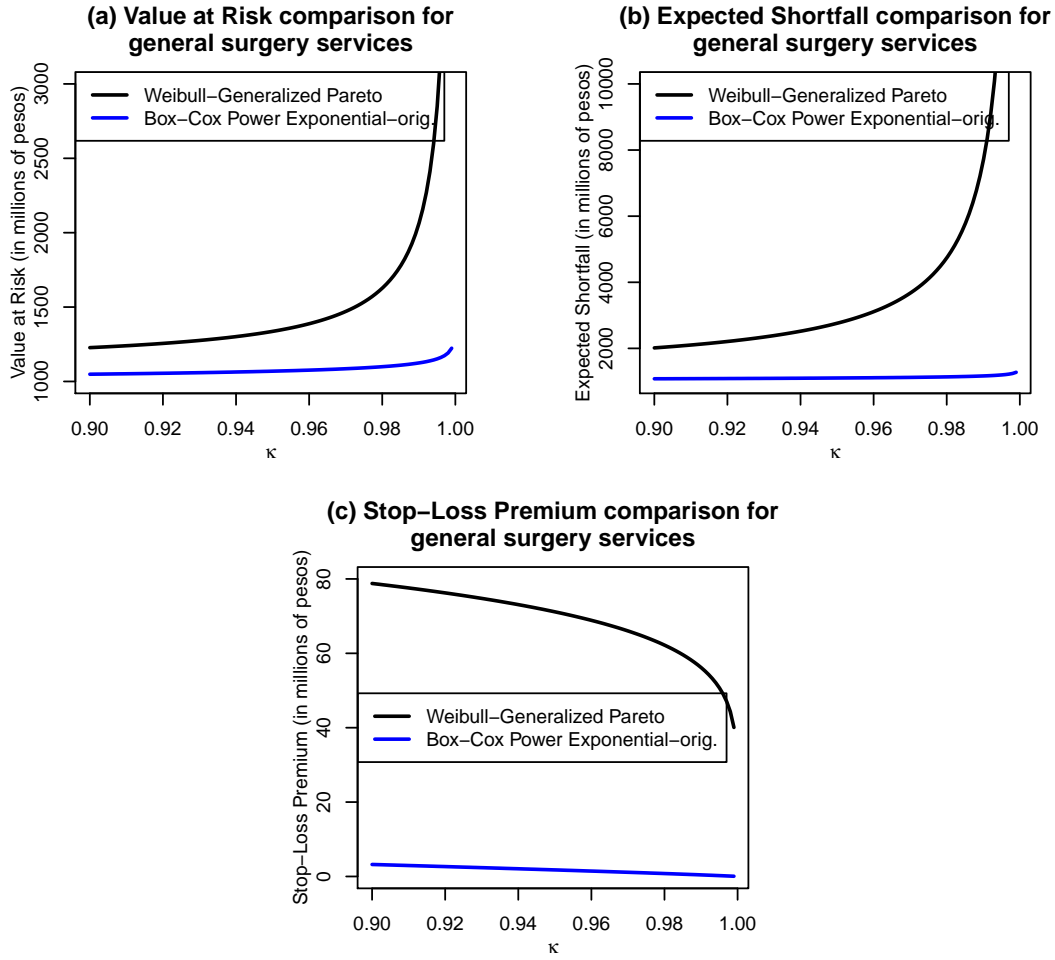 (a) Value at Risk comparison for
general surgery services
Value at Risk (in millions of pesos)
3000
2500
2000
1500
1000
Weibull−Generalized Pareto
Box−Cox Power Exponential−orig.
0.90 0.92 0.94 0.96 0.98 1.00
κ
(b) Expected Shortfall comparison for
general surgery services
Expected Shortfall (in millions of pesos)
10000
8000
6000
4000
2000
Weibull−Generalized Pareto
Box−Cox Power Exponential−orig.
0.90 0.92 0.94 0.96 0.98 1.00
κ
(c) Stop−Loss Premium comparison for
general surgery services
Stop−Loss Premium (in millions of pesos)
80
60
40
20
0
Weibull−Generalized Pareto
Box−Cox Power Exponential−orig.
0.90 0.92 0.94 0.96 0.98 1.00
κ